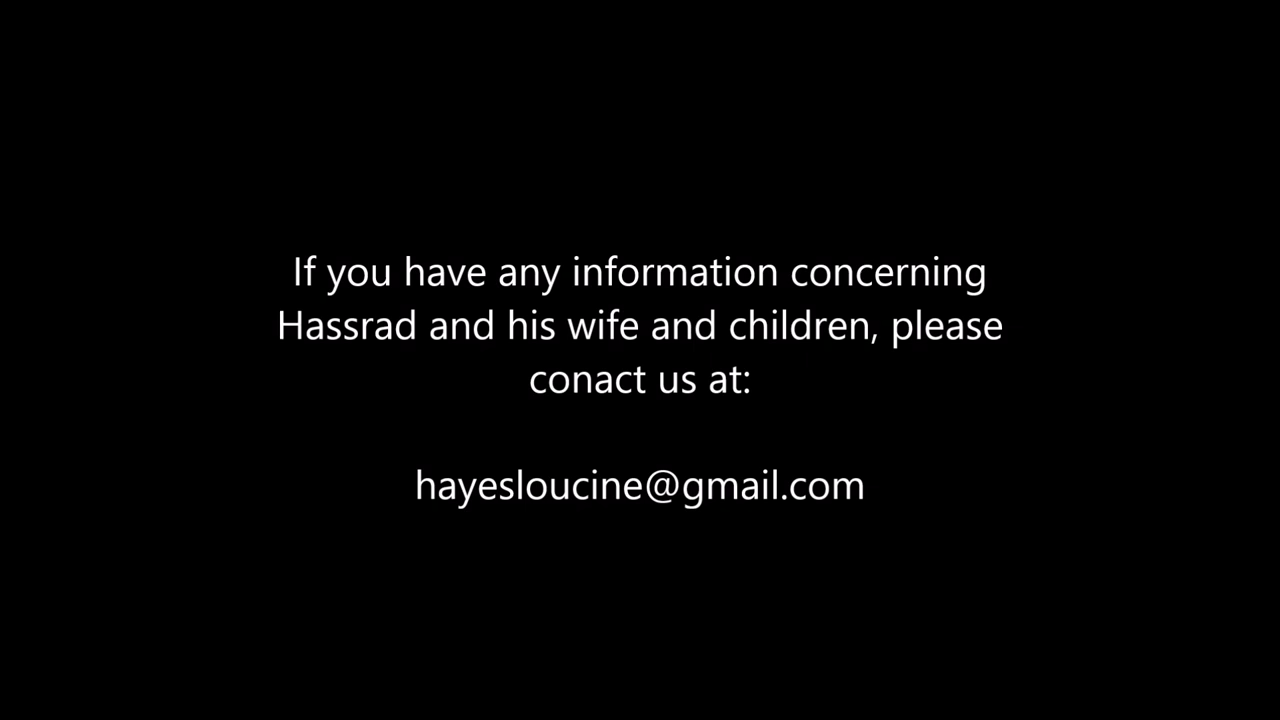 If you have any information concerning
Hassrad and his wife and children, please
conact us at:
hayesloucine@gmail.com